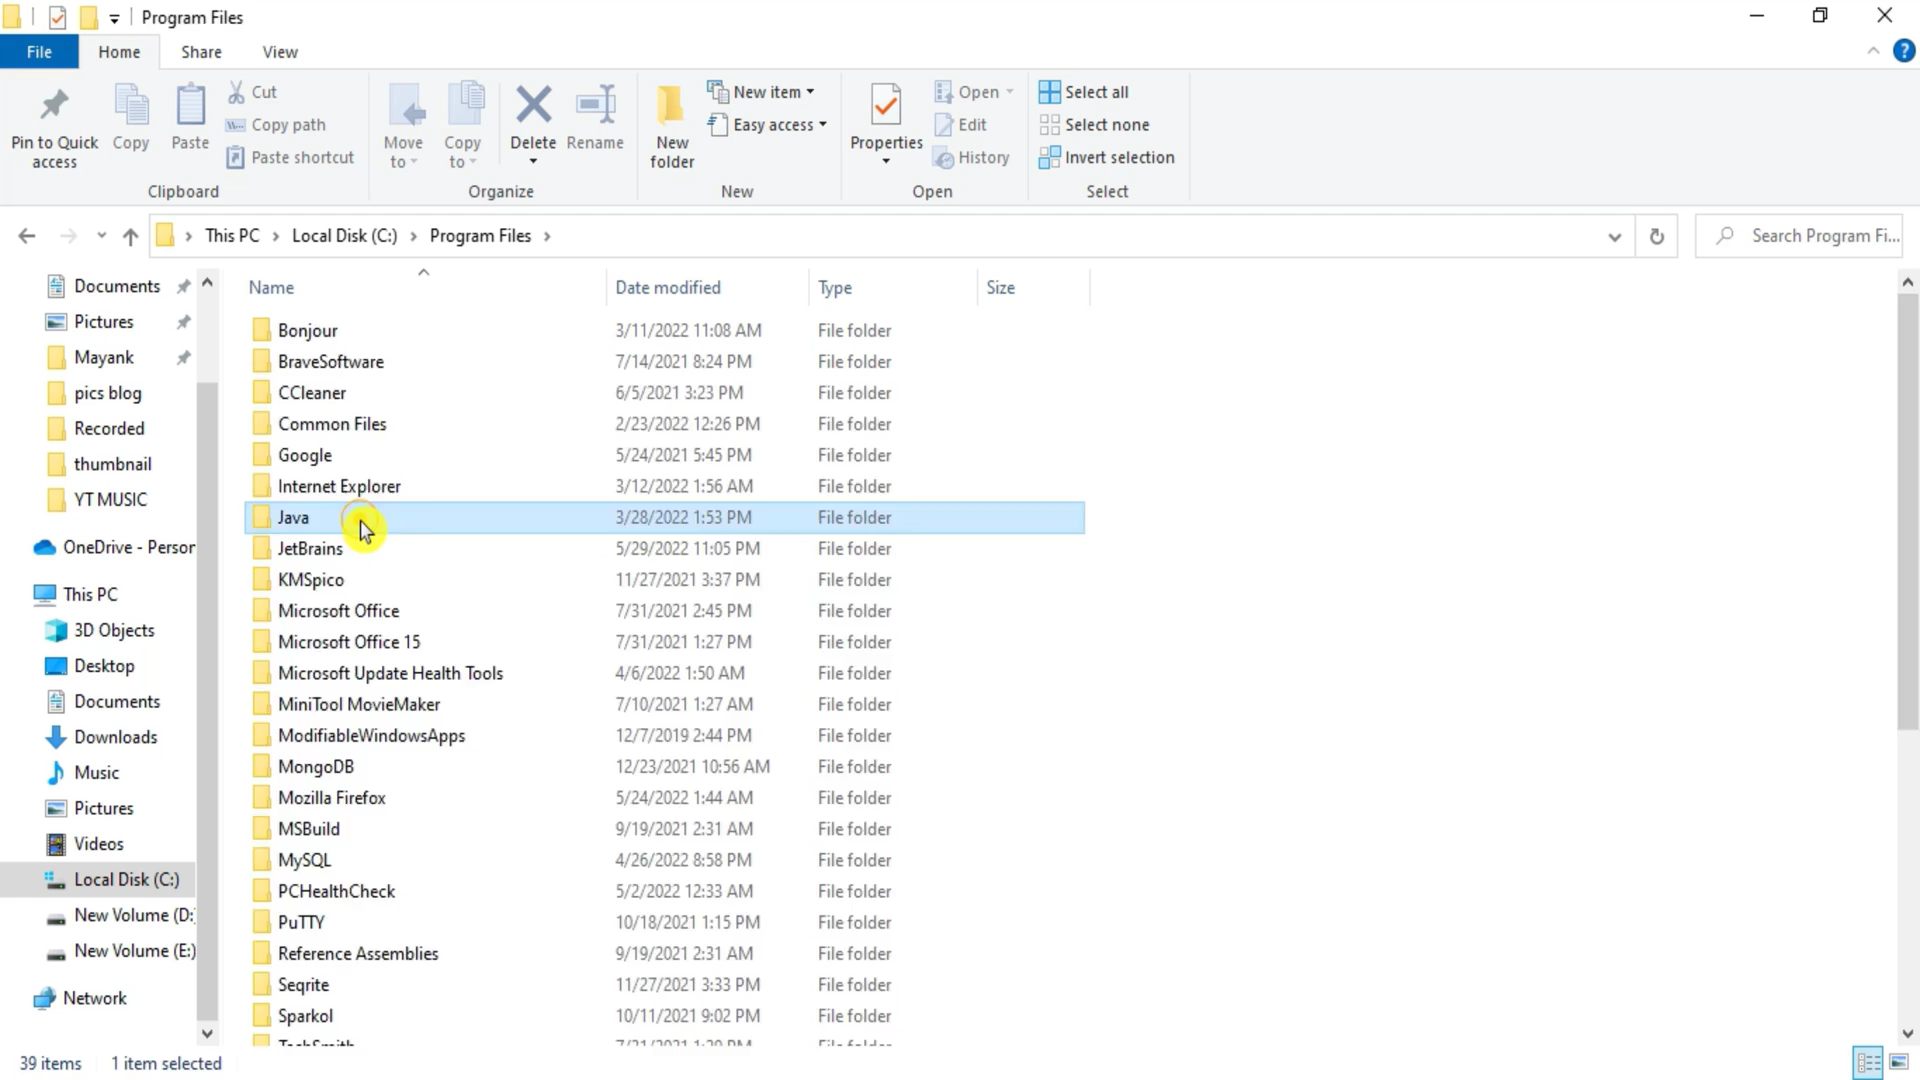 Program Files
File Home Share View
Pin to Quick access
Copy
Paste
Cut
Copy path
Paste shortcut
Clipboard
Move to
Copy to
Delete
Rename
Organize
New folder
New item
Easy access
New
Properties
Open
Edit
History
Open
Select all
Select none
Invert selection
Select
This PC > Local Disk (C:) > Program Files >
Search Program Fi...
Documents
Pictures
Mayank
pics blog
Recorded
thumbnail
YT MUSIC
OneDrive - Person
This PC
3D Objects
Desktop
Documents
Downloads
Music
Pictures
Videos
Local Disk (C:)
New Volume (D:)
New Volume (E:)
Network
Name Date modified Type Size
Bonjour 3/11/2022 11:08 AM File folder
BraveSoftware 7/14/2021 8:24 PM File folder
CCleaner 6/5/2021 3:23 PM File folder
Common Files 2/23/2022 12:26 PM File folder
Google 5/24/2021 5:45 PM File folder
Internet Explorer 3/12/2022 1:56 AM File folder
Java 3/28/2022 1:53 PM File folder
JetBrains 5/29/2022 11:05 PM File folder
KMSpico 11/27/2021 3:37 PM File folder
Microsoft Office 7/31/2021 2:45 PM File folder
Microsoft Office 15 7/31/2021 1:27 PM File folder
Microsoft Update Health Tools 4/6/2022 1:50 AM File folder
MiniTool MovieMaker 7/10/2021 1:27 AM File folder
ModifiableWindowsApps 12/7/2019 2:44 PM File folder
MongoDB 12/23/2021 10:56 AM File folder
Mozilla Firefox 5/24/2022 1:44 AM File folder
MSBuild 9/19/2021 2:31 AM File folder
MySQL 4/26/2022 8:58 PM File folder
PCHealthCheck 5/2/2022 12:33 AM File folder
PuTTY 10/18/2021 1:15 PM File folder
Reference Assemblies 9/19/2021 2:31 AM File folder
Seqrite 11/27/2021 3:33 PM File folder
Sparkol 10/11/2021 9:02 PM File folder
39 items 1 item selected